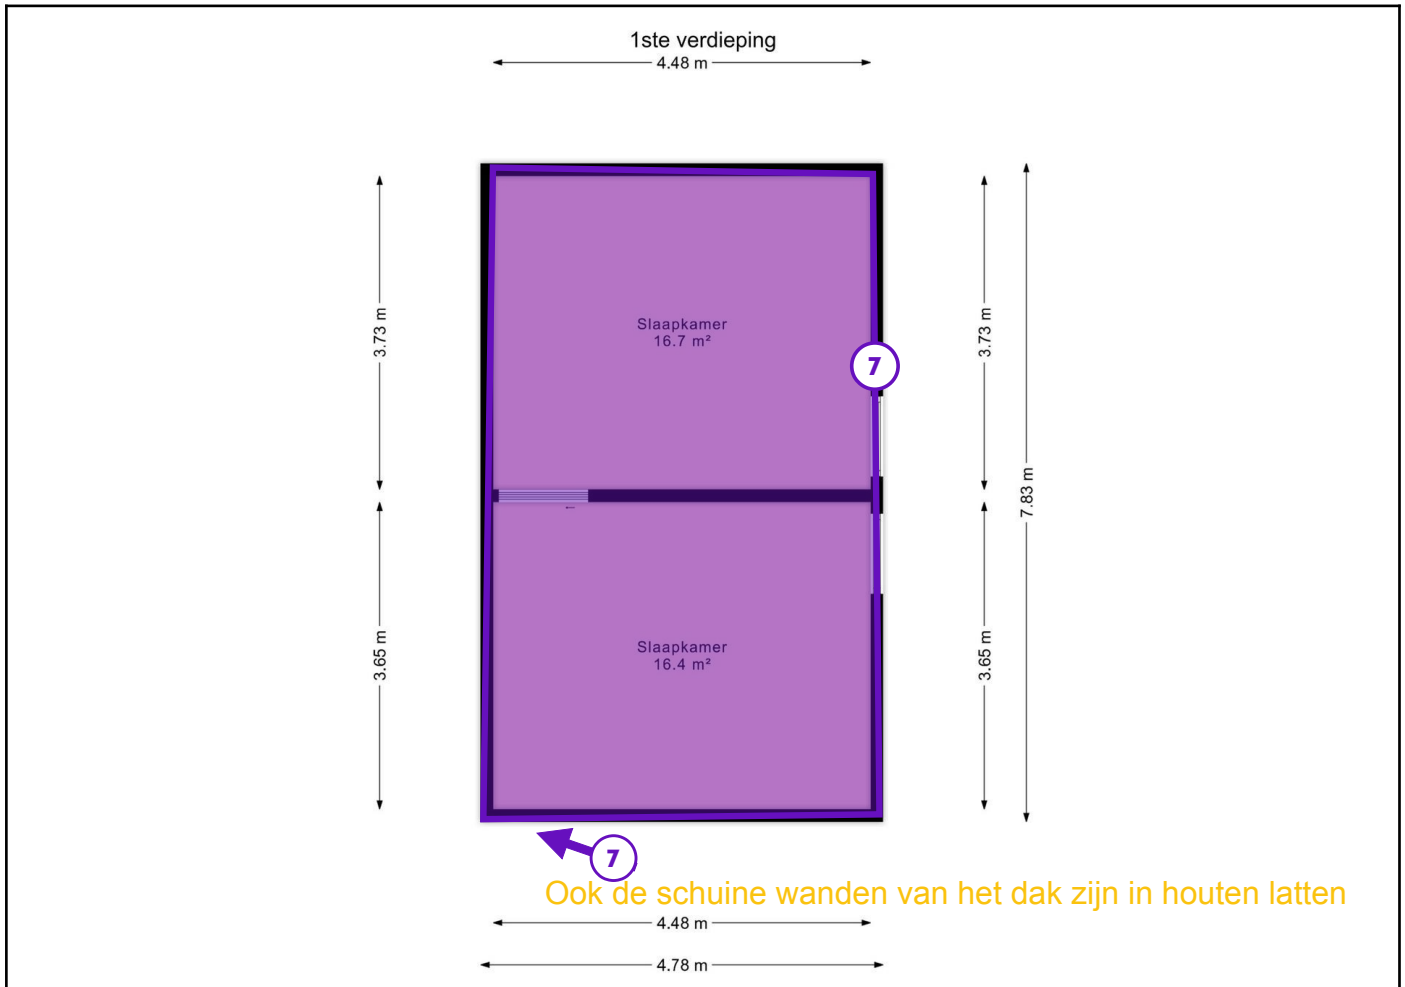 1ste verdieping
4.48 m
3.73 m
3.73 m
Slaapkamer
16.7 m²
7
7.83 m
3.65 m
3.65 m
Slaapkamer
16.4 m²
7
Ook de schuine wanden van het dak zijn in houten latten
4.48 m
4.78 m